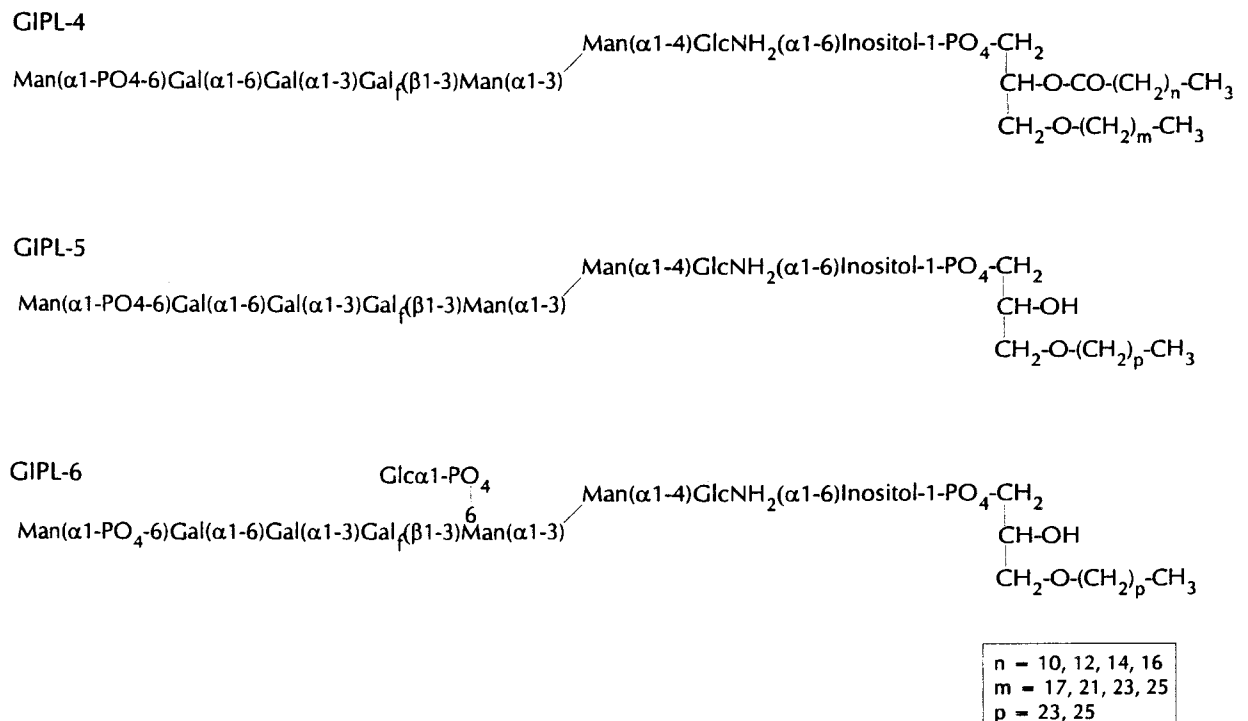 GIPL-4
Man(α1-4)GlcNH2(α1-6)Inositol-1-PO4-CH2
Man(α1-PO4-6)Gal(α1-6)Gal(α1-3)Galf(β1-3)Man(α1-3)
CH-O-CO-(CH2)n-CH3
CH2-O-(CH2)m-CH3
GIPL-5
Man(α1-4)GlcNH2(α1-6)Inositol-1-PO4-CH2
Man(α1-PO4-6)Gal(α1-6)Gal(α1-3)Galf(β1-3)Man(α1-3)
CH-OH
CH2-O-(CH2)p-CH3
GIPL-6
Glcα1-PO4
Man(α1-4)GlcNH2(α1-6)Inositol-1-PO4-CH2
6
Man(α1-PO4-6)Gal(α1-6)Gal(α1-3)Galf(β1-3)Man(α1-3)
CH-OH
CH2-O-(CH2)p-CH3
n = 10, 12, 14, 16
m = 17, 21, 23, 25
p = 23, 25